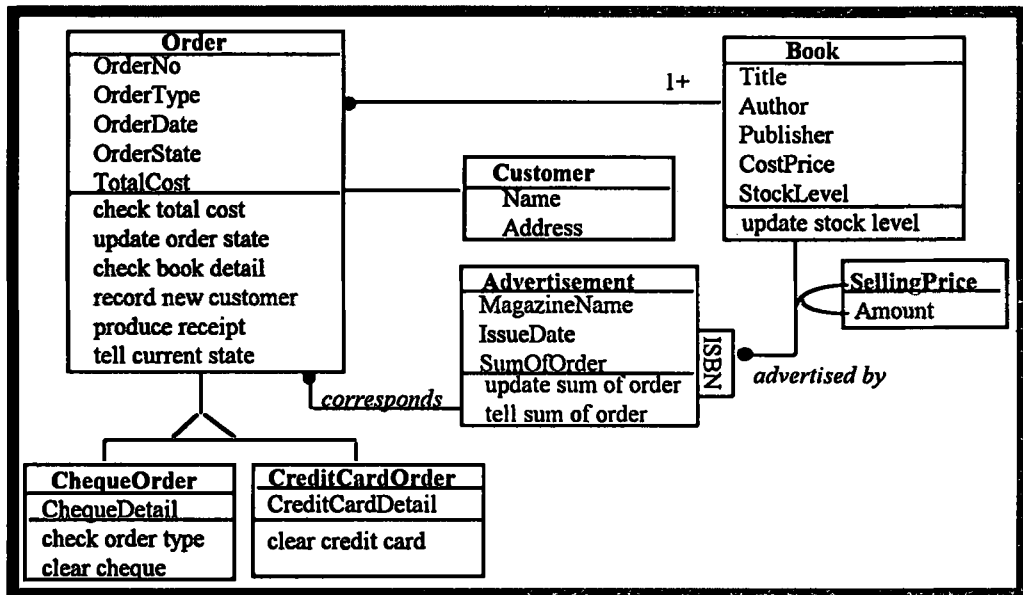 Order
OrderNo
OrderType
OrderDate
OrderState
TotalCost
check total cost
update order state
check book detail
record new customer
produce receipt
tell current state
1+
Book
Title
Author
Publisher
CostPrice
StockLevel
update stock level
Customer
Name
Address
Advertisement
MagazineName
IssueDate
SumOfOrder
update sum of order
tell sum of order
ISBN
SellingPrice
Amount
advertised by
corresponds
ChequeOrder
ChequeDetail
check order type
clear cheque
CreditCardOrder
CreditCardDetail
clear credit card